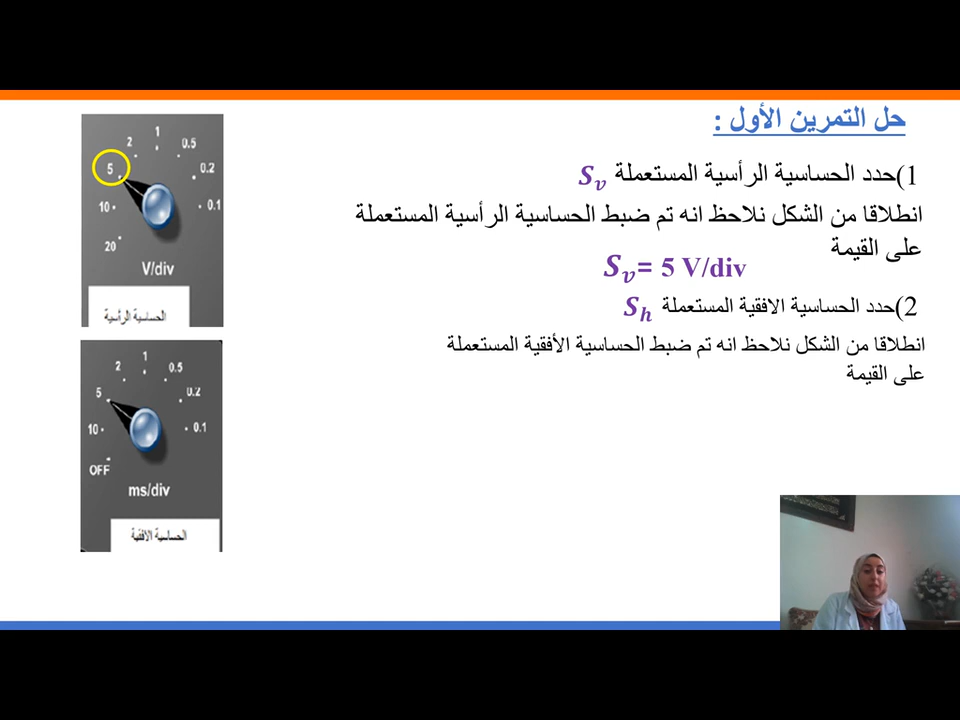 حل التمرين الأول :
1)حدد الحساسية الرأسية المستعملة Sv
انطلاقا من الشكل نلاحظ انه تم ضبط الحساسية الرأسية المستعملة
على القيمة
Sv= 5 V/div
2)حدد الحساسية الافقية المستعملة Sh
انطلاقا من الشكل نلاحظ انه تم ضبط الحساسية الأفقية المستعملة
على القيمة
1
2 0.5
5 0.2
10 0.1
20
V/div
الحساسية الرأسية
1
2 0.5
5 0.2
10 0.1
OFF
ms/div
الحساسية الافقية